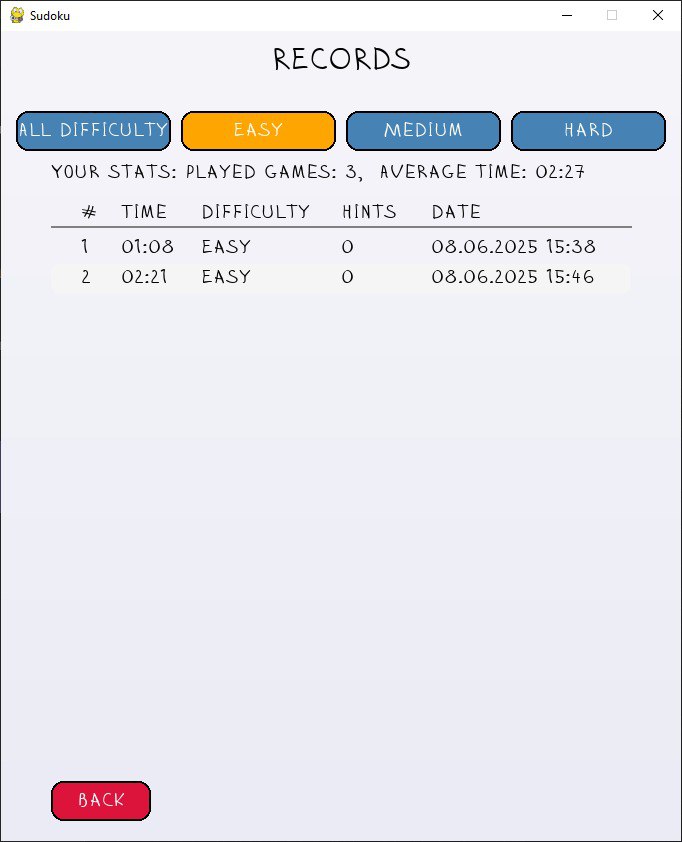 Sudoku
RECORDS
ALL DIFFICULTY EASY MEDIUM HARD
YOUR STATS: PLAYED GAMES: 3, AVERAGE TIME: 02:27
# TIME DIFFICULTY HINTS DATE
1 01:08 EASY 0 08.06.2025 15:38
2 02:21 EASY 0 08.06.2025 15:46
BACK